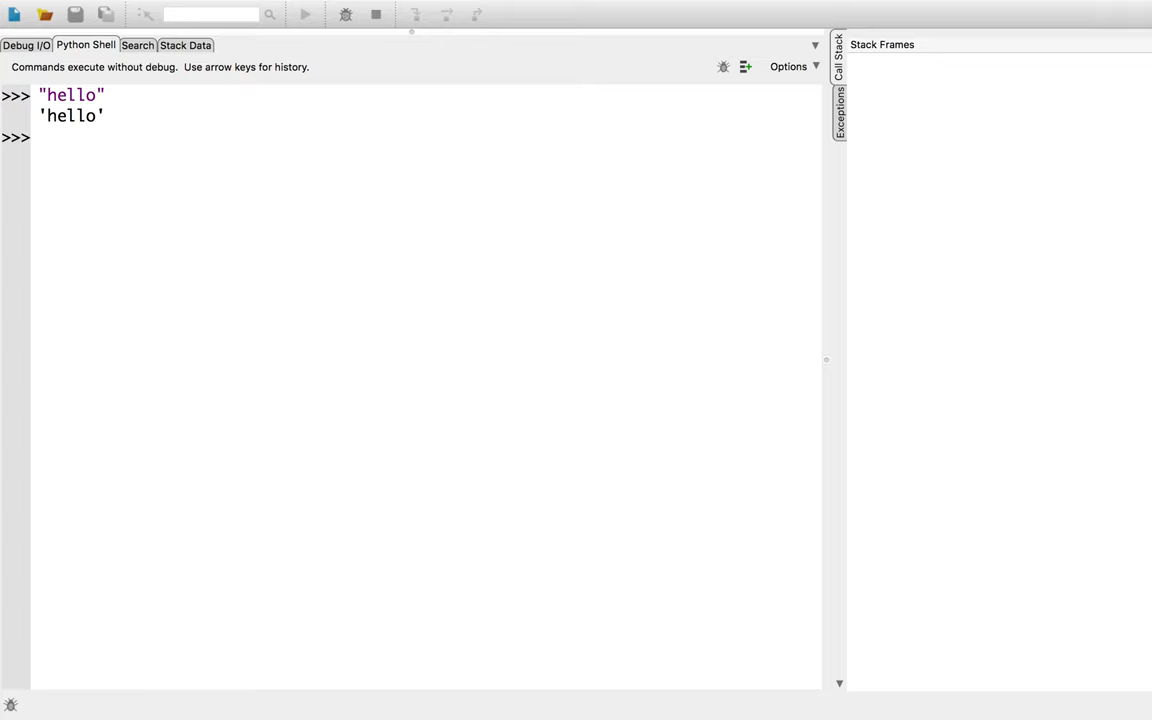 Debug I/O Python Shell Search Stack Data
Commands execute without debug. Use arrow keys for history.
Options
>>> "hello"
'hello'
>>>
Call Stack
Exceptions
Stack Frames